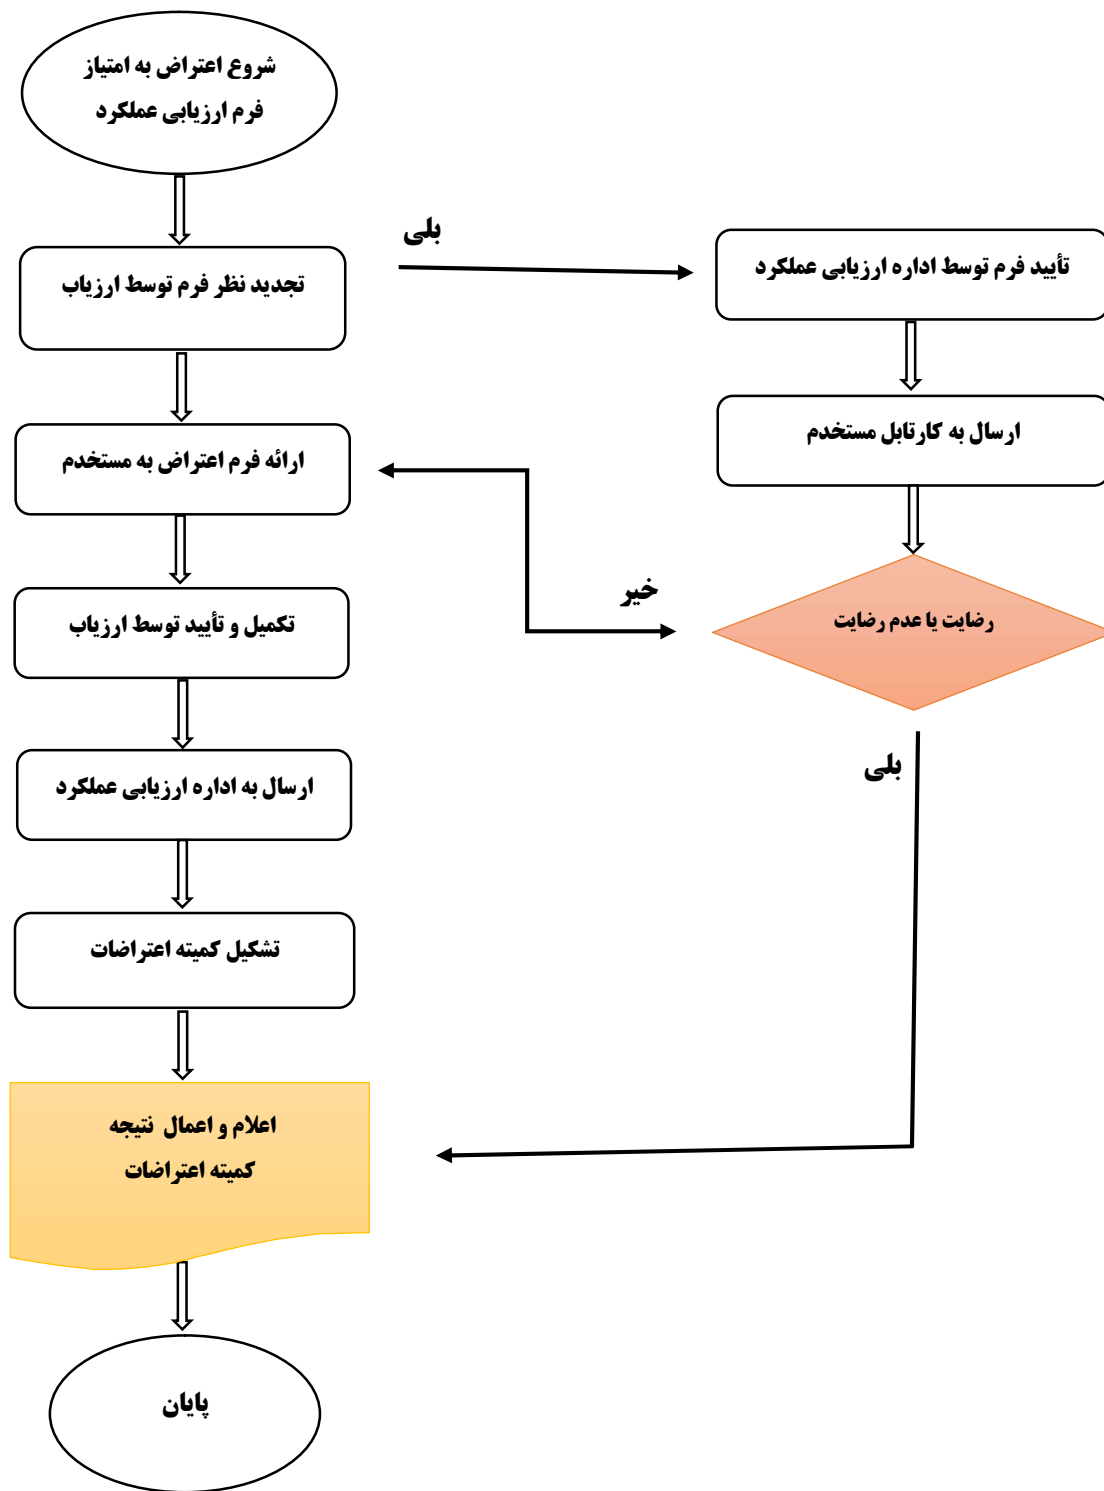 شروع اعتراض به امتیاز
فرم ارزیابی عملکرد
بلی
تجدید نظر فرم توسط ارزیاب
تأیید فرم توسط اداره ارزیابی عملکرد
ارائه فرم اعتراض به مستخدم
ارسال به کارتابل مستخدم
خیر
تکمیل و تأیید توسط ارزیاب
رضایت یا عدم رضایت
ارسال به اداره ارزیابی عملکرد
بلی
تشکیل کمیته اعتراضات
اعلام و اعمال نتیجه
کمیته اعتراضات
پایان